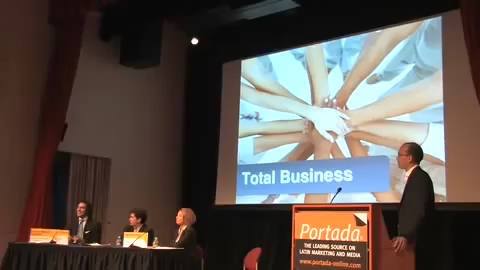 Total Business
Portada
THE LEADING SOURCE ON
LATIN MARKETING AND MEDIA
www.portada-online.com